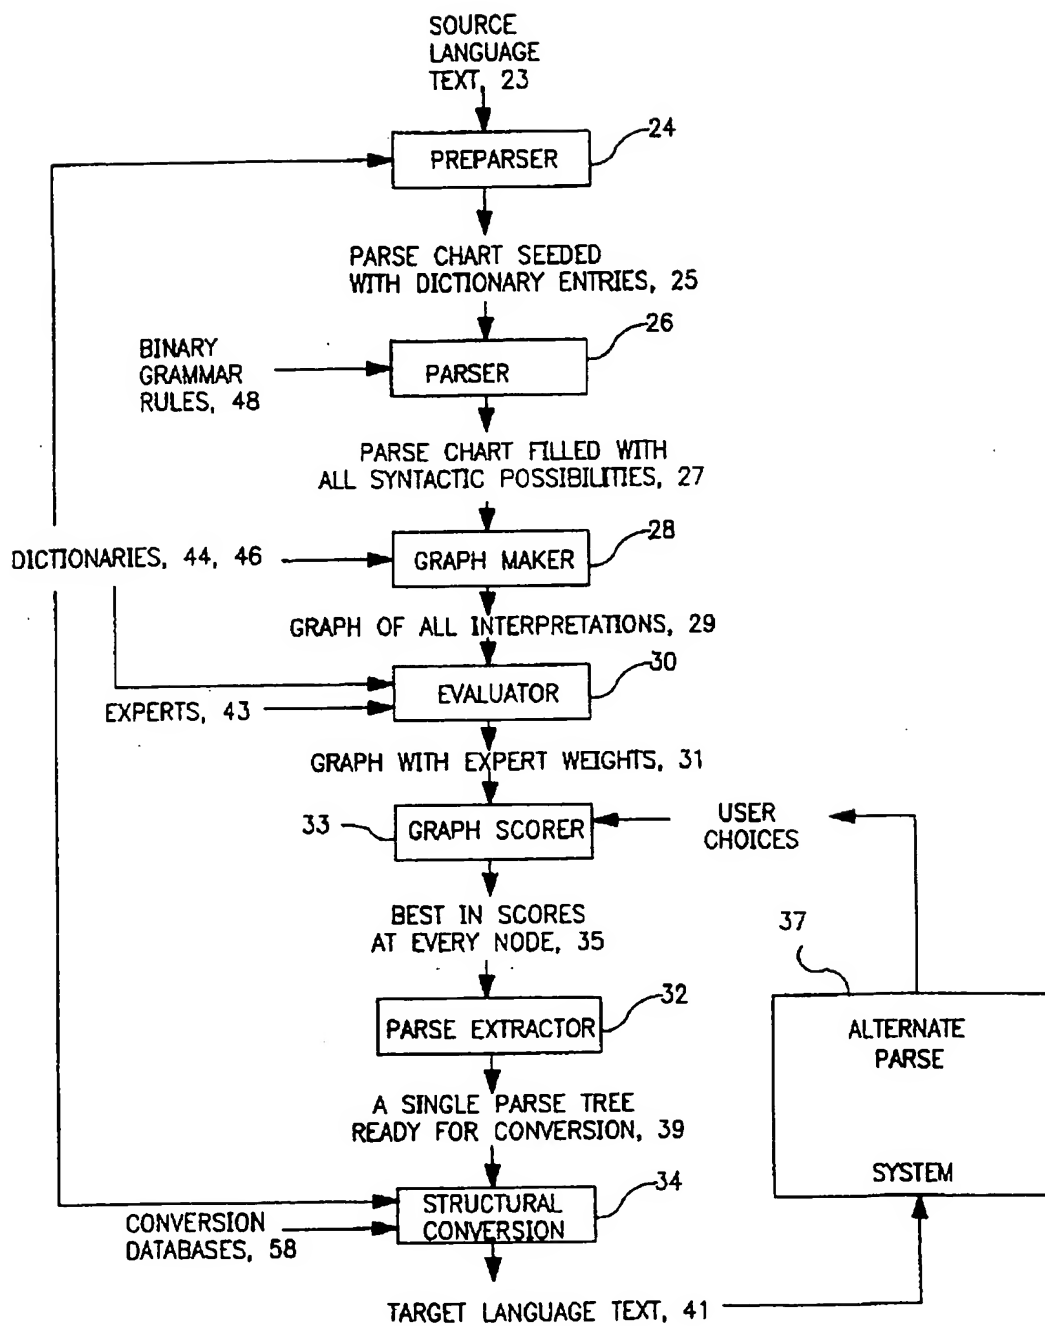 SOURCE
LANGUAGE
TEXT, 23
24
PREPARSER
PARSE CHART SEEDED
WITH DICTIONARY ENTRIES, 25
26
BINARY
GRAMMAR
RULES, 48
PARSER
PARSE CHART FILLED WITH
ALL SYNTACTIC POSSIBILITIES, 27
28
DICTIONARIES, 44, 46
GRAPH MAKER
GRAPH OF ALL INTERPRETATIONS, 29
30
EVALUATOR
EXPERTS, 43
GRAPH WITH EXPERT WEIGHTS, 31
33
GRAPH SCORER
USER
CHOICES
BEST IN SCORES
AT EVERY NODE, 35
37
32
PARSE EXTRACTOR
ALTERNATE
PARSE
SYSTEM
A SINGLE PARSE TREE
READY FOR CONVERSION, 39
34
STRUCTURAL
CONVERSION
CONVERSION
DATABASES, 58
TARGET LANGUAGE TEXT, 41